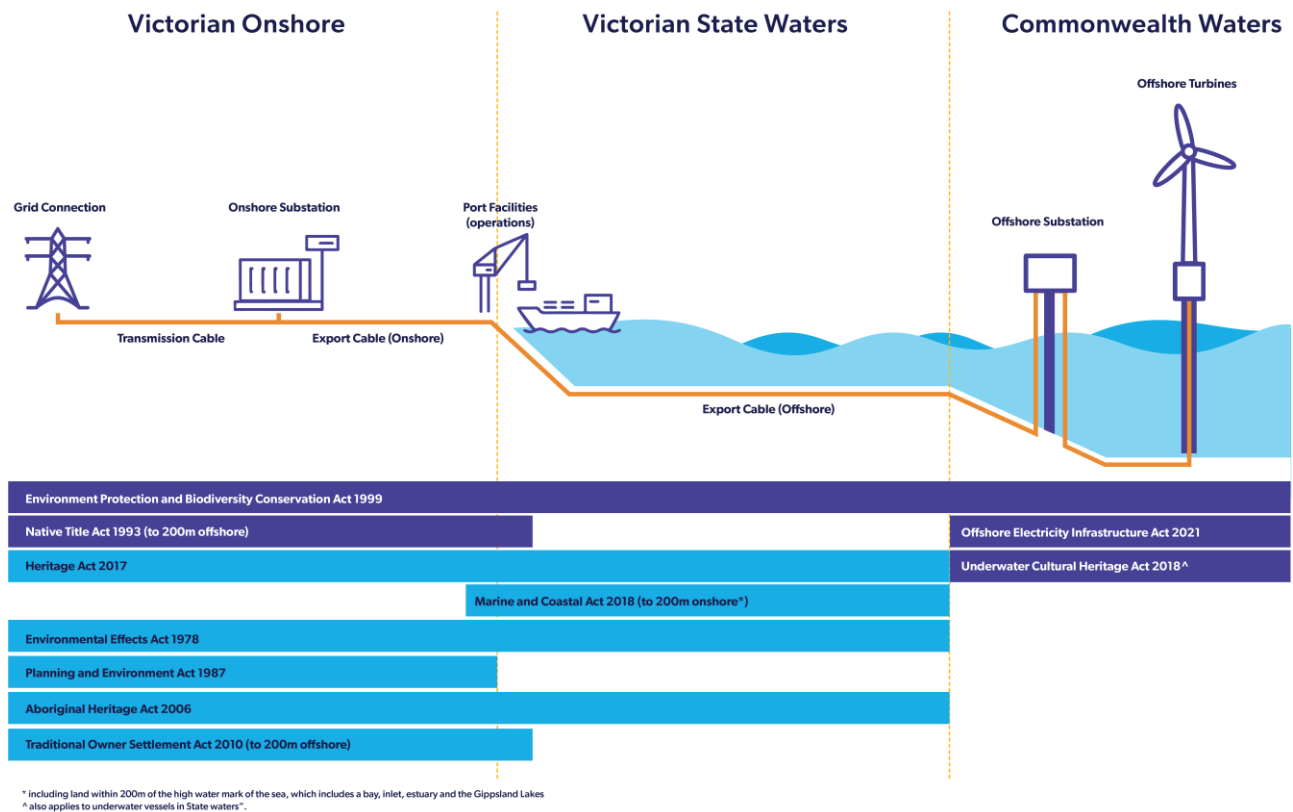 Victorian Onshore
Victorian State Waters
Commonwealth Waters
Offshore Turbines
Grid Connection
Onshore Substation
Port Facilities
(operations)
Offshore Substation
Transmission Cable
Export Cable (Onshore)
Export Cable (Offshore)
Environment Protection and Biodiversity Conservation Act 1999
Native Title Act 1993 (to 200m offshore)
Offshore Electricity Infrastructure Act 2021
Heritage Act 2017
Underwater Cultural Heritage Act 2018^
Marine and Coastal Act 2018 (to 200m onshore*)
Environmental Effects Act 1978
Planning and Environment Act 1987
Aboriginal Heritage Act 2006
Traditional Owner Settlement Act 2010 (to 200m offshore)
* including land within 200m of the high water mark of the sea, which includes a bay, inlet, estuary and the Gippsland Lakes
^ also applies to underwater vessels in State waters".